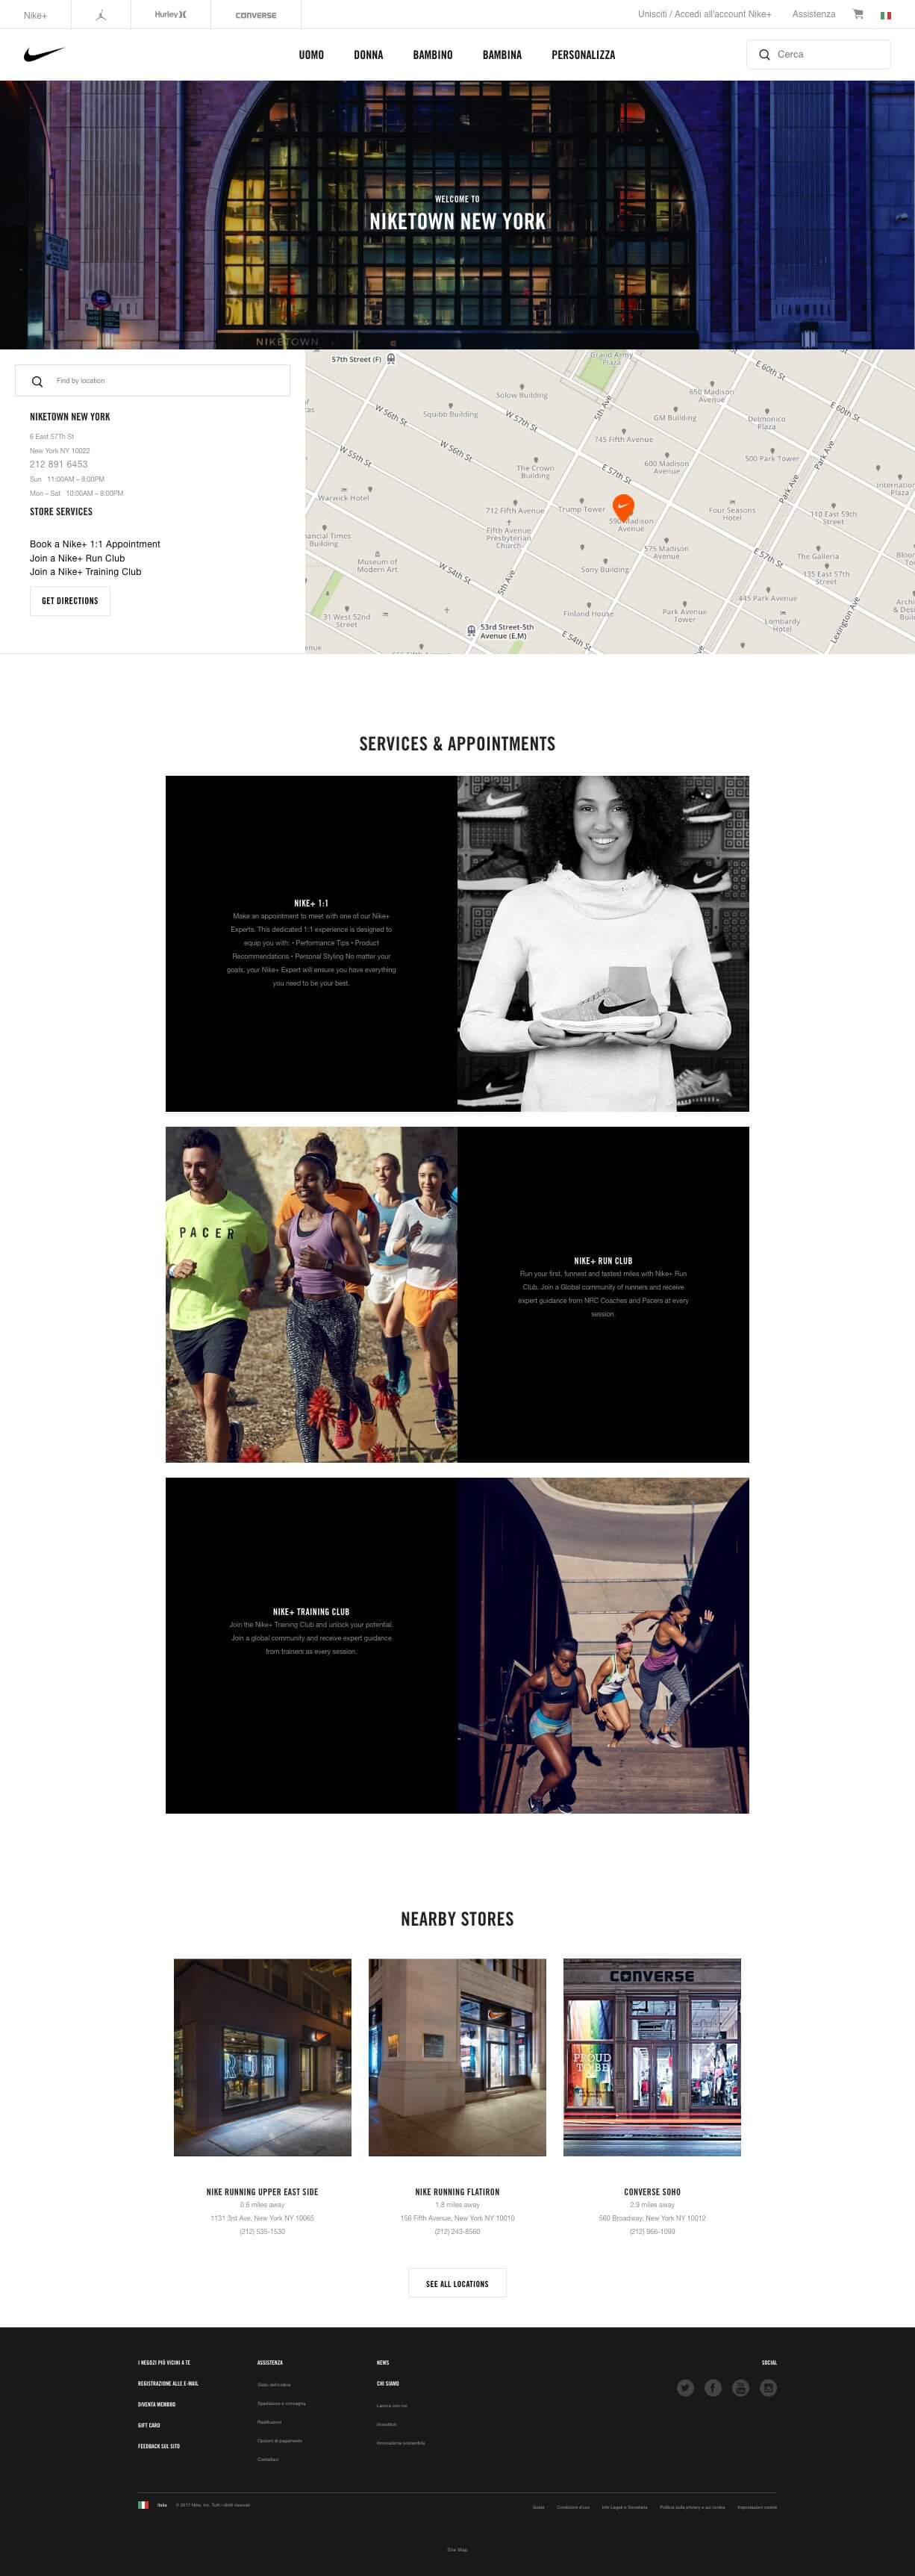 Nike+
Hurley
CONVERSE
Unisciti / Accedi all'account Nike+
Assistenza
UOMO
DONNA
BAMBINO
BAMBINA
PERSONALIZZA
Cerca
WELCOME TO
NIKETOWN NEW YORK
NIKETOWN
Find by location
NIKETOWN NEW YORK
6 East 57Th St
New York NY 10022
212 891 6453
Sun 11:00AM – 8:00PM
Mon – Sat 10:00AM – 8:00PM
STORE SERVICES
Book a Nike+ 1:1 Appointment
Join a Nike+ Run Club
Join a Nike+ Training Club
GET DIRECTIONS
57th Street (F)
Grand Army
Plaza
Solow Building
650 Madison
Avenue
E 60th St
W 56th St
Squibb Building
W 57th St
5th Ave
GM Building
Delmonico
Plaza
E 60th St
745 Fifth Avenue
W 55th St
W 56th St
The Crown
Building
E 57th St
600 Madison
Avenue
500 Park Tower
Park Ave
Warwick Hotel
712 Fifth Avenue
Trump Tower
590 Madison
Avenue
Four Seasons
Hotel
Park Ave
110 East 59th
Street
Internation
Plaza
ancial Times
Building
Fifth Avenue
Presbyterian
Church
575 Madison
Avenue
Museum of
Modern Art
W 54th St
5th Ave
Sony Building
E 57th St
The Galleria
135 East 57th
Street
445 Park Avenue
31 West 52nd
Street
Finland House
Park Avenue
Tower
Lombardy
Hotel
Lexington Ave
53rd Street-5th
Avenue (E,M)
E 54th St
SERVICES & APPOINTMENTS
NIKE+ 1:1
Make an appointment to meet with one of our Nike+
Experts. This dedicated 1:1 experience is designed to
equip you with: • Performance Tips • Product
Recommendations • Personal Styling No matter your
goals, your Nike+ Expert will ensure you have everything
you need to be your best.
PACER
NIKE+ RUN CLUB
Run your first, funnest and fastest miles with Nike+ Run
Club. Join a Global community of runners and receive
expert guidance from NRC Coaches and Pacers at every
session.
NIKE+ TRAINING CLUB
Join the Nike+ Training Club and unlock your potential.
Join a global community and receive expert guidance
from trainers as every session.
NEARBY STORES
RUN
CONVERSE
PROUD
TO BE
NIKE RUNNING UPPER EAST SIDE
0.6 miles away
1131 3rd Ave, New York NY 10065
(212) 535-1530
NIKE RUNNING FLATIRON
1.8 miles away
156 Fifth Avenue, New York NY 10010
(212) 243-8560
CONVERSE SOHO
2.9 miles away
560 Broadway, New York NY 10012
(212) 966-1099
SEE ALL LOCATIONS
I NEGOZI PIÙ VICINI A TE
REGISTRAZIONE ALLE E-MAIL
DIVENTA MEMBRO
GIFT CARD
FEEDBACK SUL SITO
ASSISTENZA
Stato dell'ordine
Spedizione e consegna
Restituzioni
Opzioni di pagamento
Contattaci
NEWS
CHI SIAMO
Lavora con noi
Investitori
Innovazione sostenibile
SOCIAL
Italia
© 2017 Nike, Inc. Tutti i diritti riservati
Guide
Condizioni d'uso
Info Legali e Societarie
Politica sulla privacy e sui cookie
Impostazioni cookie
Site Map